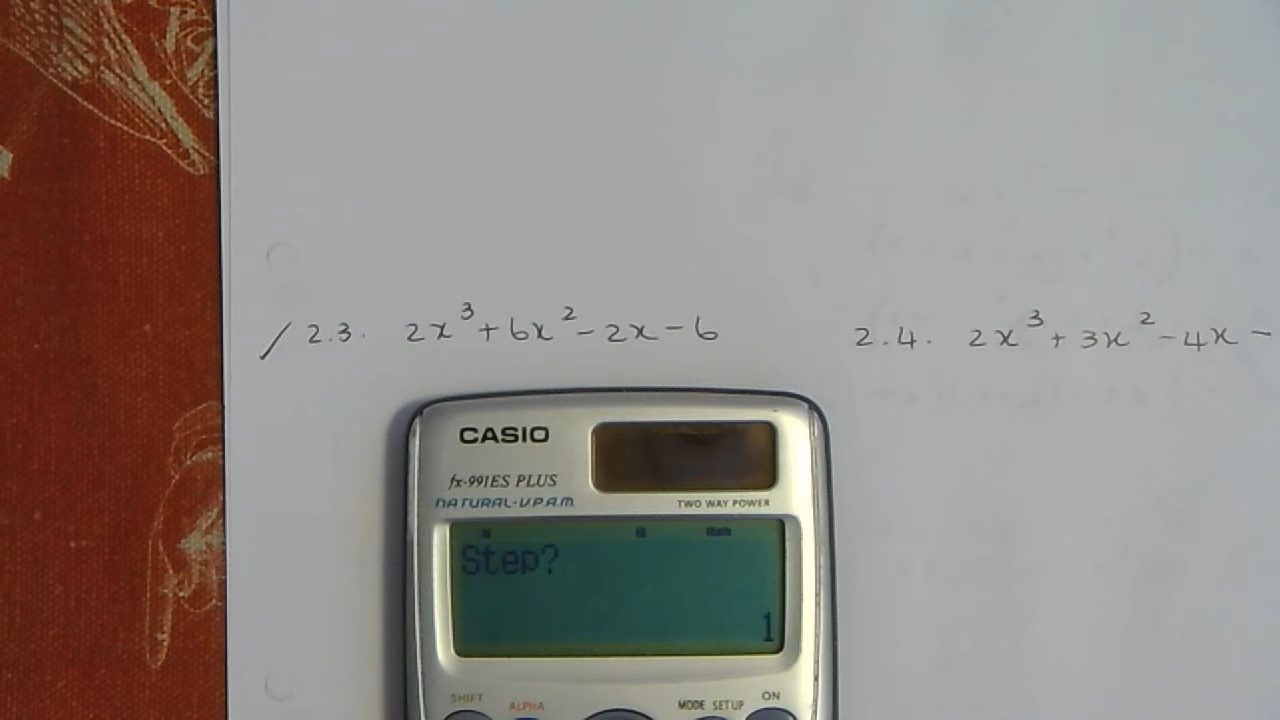 / 2.3. 2x³ + 6x² - 2x - 6
2.4. 2x³ + 3x² - 4x -
CASIO
fx-991ES PLUS
NATURAL-V.P.A.M.
TWO WAY POWER
Math
Step?
1
SHIFT
ALPHA
MODE SETUP
ON